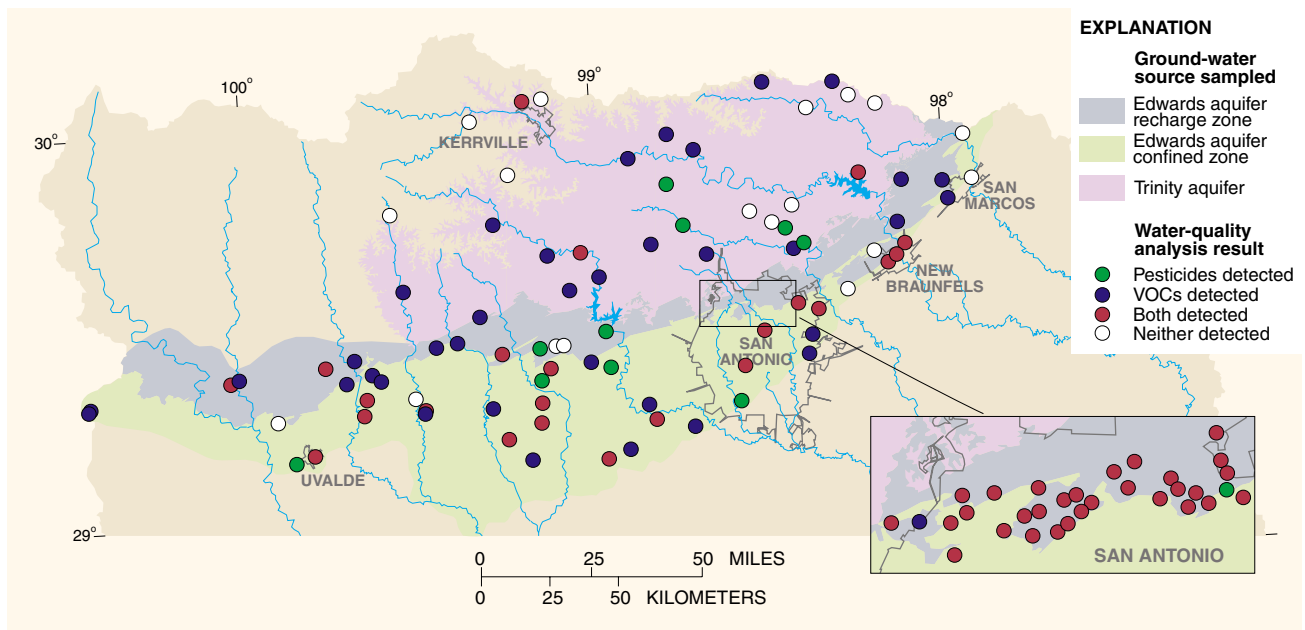 EXPLANATION
Ground-water
source sampled
Edwards aquifer
recharge zone
Edwards aquifer
confined zone
Trinity aquifer
Water-quality
analysis result
Pesticides detected
VOCs detected
Both detected
Neither detected
100°
99°
98°
30°
29°
KERRVILLE
SAN
MARCOS
NEW
BRAUNFELS
SAN
ANTONIO
UVALDE
SAN ANTONIO
0 25 50 MILES
0 25 50 KILOMETERS